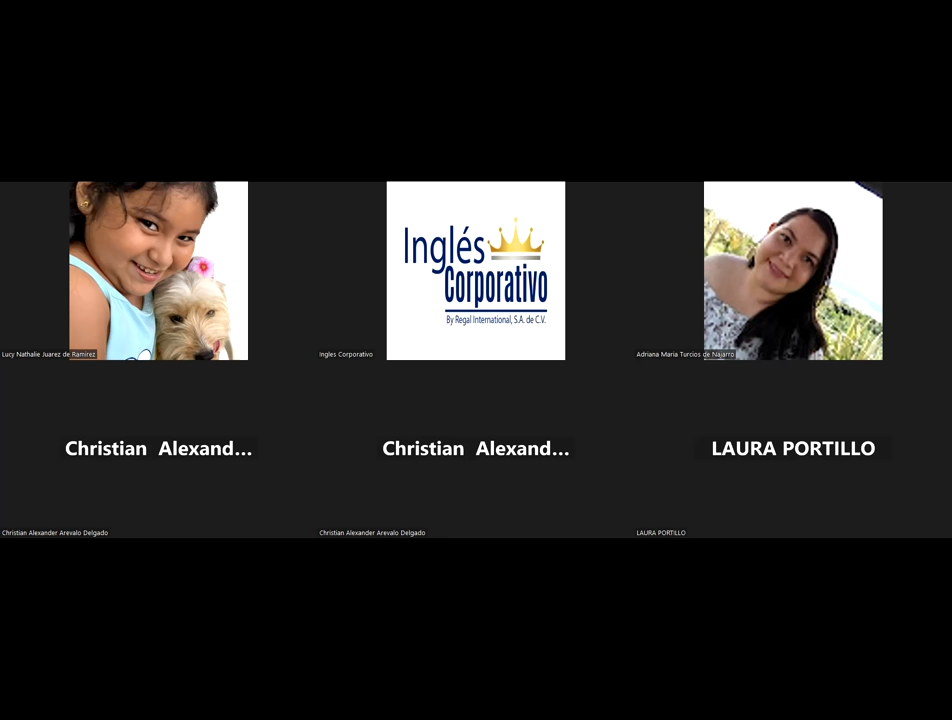 Inglés
Corporativo
By Regal International, S.A. de C.V.
Lucy Nathalie Juarez de Ramirez
Ingles Corporativo
Adriana Maria Turcios de Najarro
Christian Alexand...
Christian Alexand...
LAURA PORTILLO
Christian Alexander Arevalo Delgado
Christian Alexander Arevalo Delgado
LAURA PORTILLO